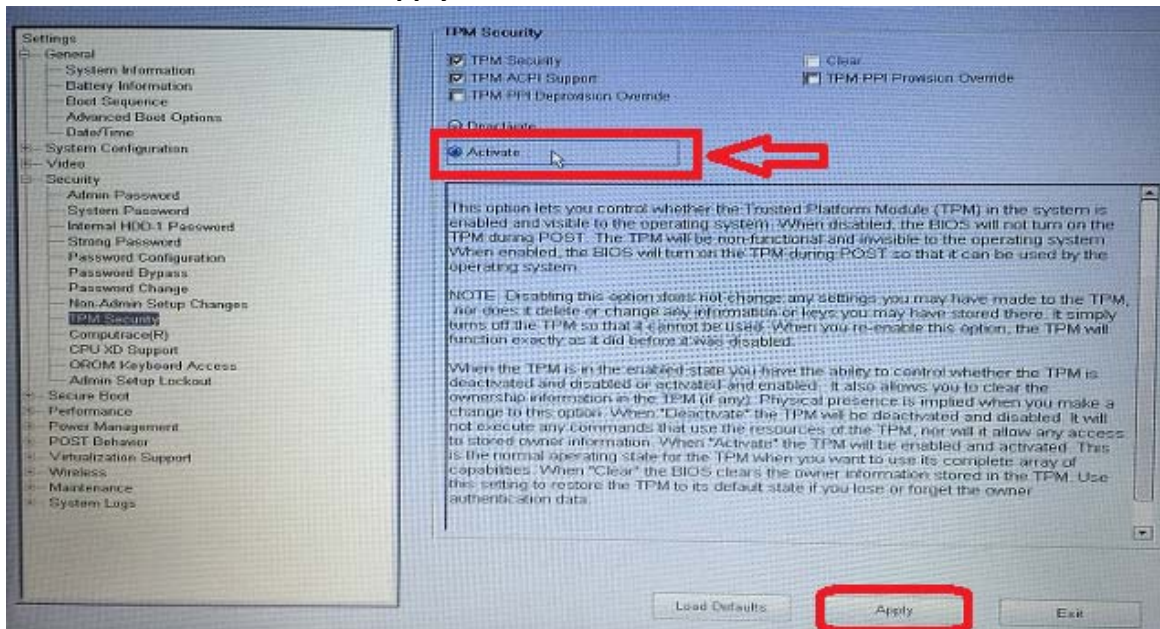 Settings
General
System Information
Battery Information
Boot Sequence
Advanced Boot Options
Date/Time
System Configuration
Video
Security
Admin Password
System Password
Internal HDD-1 Password
Strong Password
Password Configuration
Password Bypass
Password Change
Non-Admin Setup Changes
TPM Security
Computrace(R)
CPU XD Support
OROM Keyboard Access
Admin Setup Lockout
Secure Boot
Performance
Power Management
POST Behavior
Virtualization Support
Wireless
Maintenance
System Logs
TPM Security
TPM Security
Clear
TPM ACPI Support
TPM PPI Provision Override
TPM PPI Deprovision Override
Deactivate
Activate
This option lets you control whether the Trusted Platform Module (TPM) in the system is
enabled and visible to the operating system. When disabled, the BIOS will not turn on the
TPM during POST. The TPM will be non-functional and invisible to the operating system.
When enabled, the BIOS will turn on the TPM during POST so that it can be used by the
operating system.
NOTE: Disabling this option does not change any settings you may have made to the TPM,
nor does it delete or change any information or keys you may have stored there. It simply
turns off the TPM so that it cannot be used. When you re-enable this option, the TPM will
function exactly as it did before it was disabled.
When the TPM is in the enabled state you have the ability to control whether the TPM is
deactivated and disabled or activated and enabled. It also allows you to clear the
ownership information in the TPM (if any). Physical presence is implied when you make a
change to this option. When "Deactivate" the TPM will be deactivated and disabled. It will
not execute any commands that use the resources of the TPM, nor will it allow any access
to stored owner information. When "Activate" the TPM will be enabled and activated. This
is the normal operating state for the TPM when you want to use its complete array of
capabilities. When "Clear" the BIOS clears the owner information stored in the TPM. Use
this setting to restore the TPM to its default state if you lose or forget the owner
authentication data.
Load Defaults
Apply
Exit